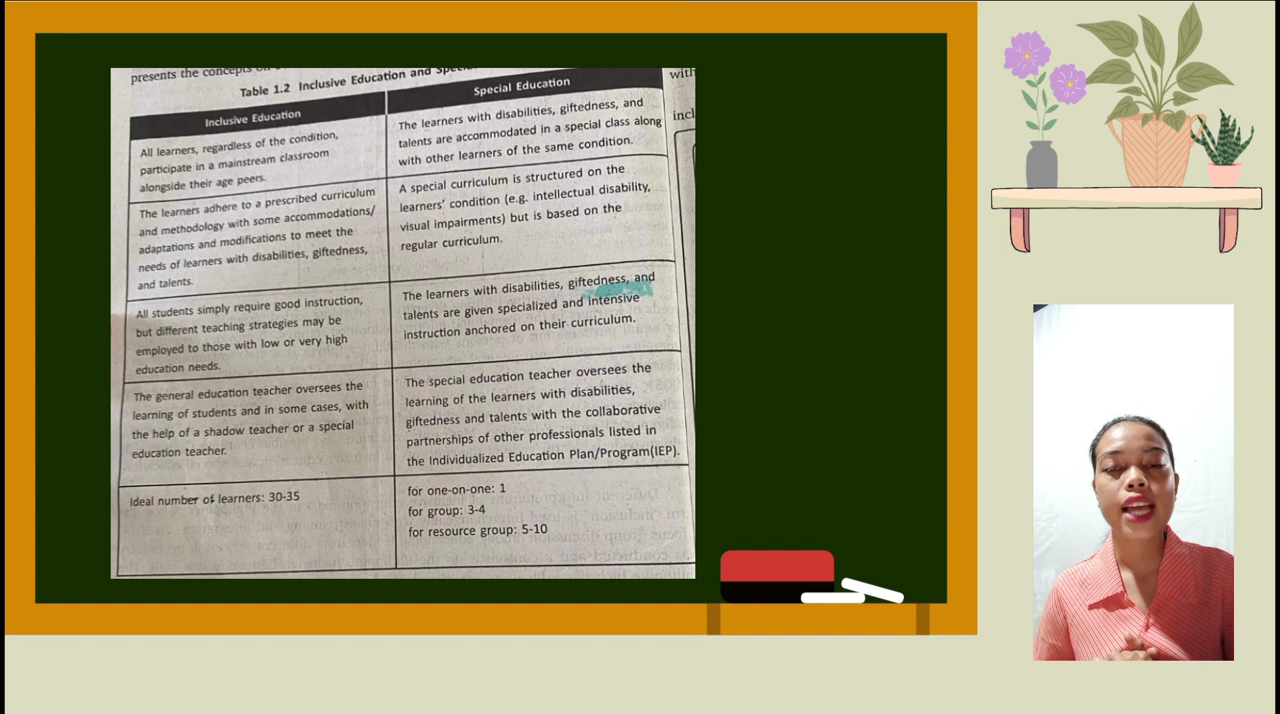 presents the concepts on
Table 1.2 Inclusive Education and
with
Inclusive Education
Special Education
incl
All learners, regardless of the condition,
participate in a mainstream classroom
alongside their age peers.
The learners with disabilities, giftedness, and
talents are accommodated in a special class along
with other learners of the same condition.
The learners adhere to a prescribed curriculum
and methodology with some accommodations/
adaptations and modifications to meet the
needs of learners with disabilities, giftedness,
and talents.
A special curriculum is structured on the
learners' condition (e.g. intellectual disability,
visual impairments) but is based on the
regular curriculum.
All students simply require good instruction,
but different teaching strategies may be
employed to those with low or very high
education needs.
The learners with disabilities, giftedness, and
talents are given specialized and intensive
instruction anchored on their curriculum.
The general education teacher oversees the
learning of students and in some cases, with
the help of a shadow teacher or a special
education teacher.
The special education teacher oversees the
learning of the learners with disabilities,
giftedness and talents with the collaborative
partnerships of other professionals listed in
the Individualized Education Plan/Program(IEP).
Ideal number of learners: 30-35
for one-on-one: 1
for group: 3-4
for resource group: 5-10